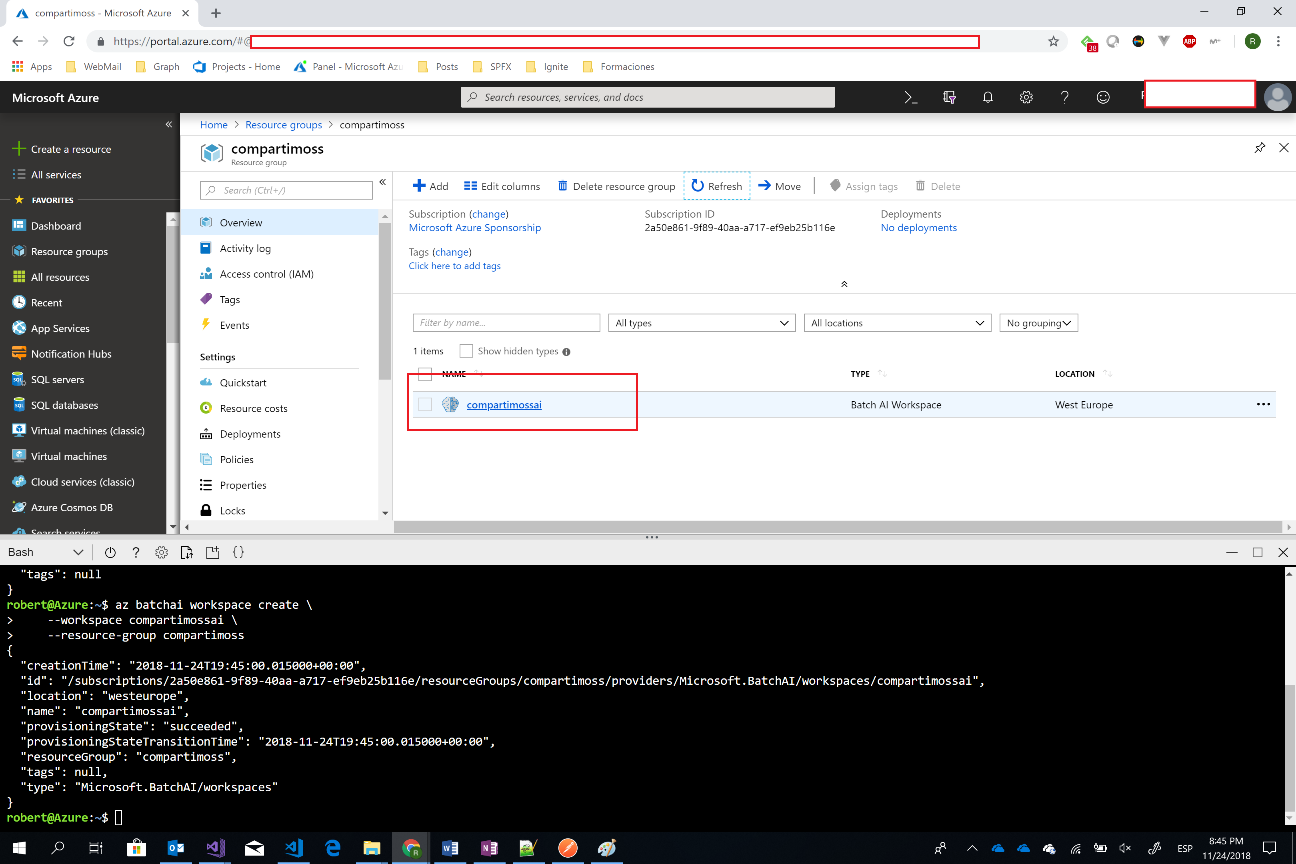 compartimoss - Microsoft Azure
https://portal.azure.com/#@
38
ABP
R
Apps
WebMail
Graph
Projects - Home
Panel - Microsoft Azu
Posts
SPFX
Ignite
Formaciones
Microsoft Azure
Search resources, services, and docs
Create a resource
All services
FAVORITES
Dashboard
Resource groups
All resources
Recent
App Services
Notification Hubs
SQL servers
SQL databases
Virtual machines (classic)
Virtual machines
Cloud services (classic)
Azure Cosmos DB
Search services
Home > Resource groups > compartimoss
compartimoss
Resource group
Search (Ctrl+/)
Overview
Activity log
Access control (IAM)
Tags
Events
Settings
Quickstart
Resource costs
Deployments
Policies
Properties
Locks
Add
Edit columns
Delete resource group
Refresh
Move
Assign tags
Delete
Subscription (change)
Microsoft Azure Sponsorship
Subscription ID
2a50e861-9f89-40aa-a717-ef9eb25b116e
Deployments
No deployments
Tags (change)
Click here to add tags
Filter by name...
All types
All locations
No grouping
1 items
Show hidden types
NAME
TYPE
LOCATION
compartimossai
Batch AI Workspace
West Europe
Bash
"tags": null
}
robert@Azure:~$ az batchai workspace create \
>     --workspace compartimossai \
>     --resource-group compartimoss
{
"creationTime": "2018-11-24T19:45:00.015000+00:00",
"id": "/subscriptions/2a50e861-9f89-40aa-a717-ef9eb25b116e/resourceGroups/compartimoss/providers/Microsoft.BatchAI/workspaces/compartimossai",
"location": "westeurope",
"name": "compartimossai",
"provisioningState": "succeeded",
"provisioningStateTransitionTime": "2018-11-24T19:45:00.015000+00:00",
"resourceGroup": "compartimoss",
"tags": null,
"type": "Microsoft.BatchAI/workspaces"
}
robert@Azure:~$
ESP
8:45 PM
11/24/2018